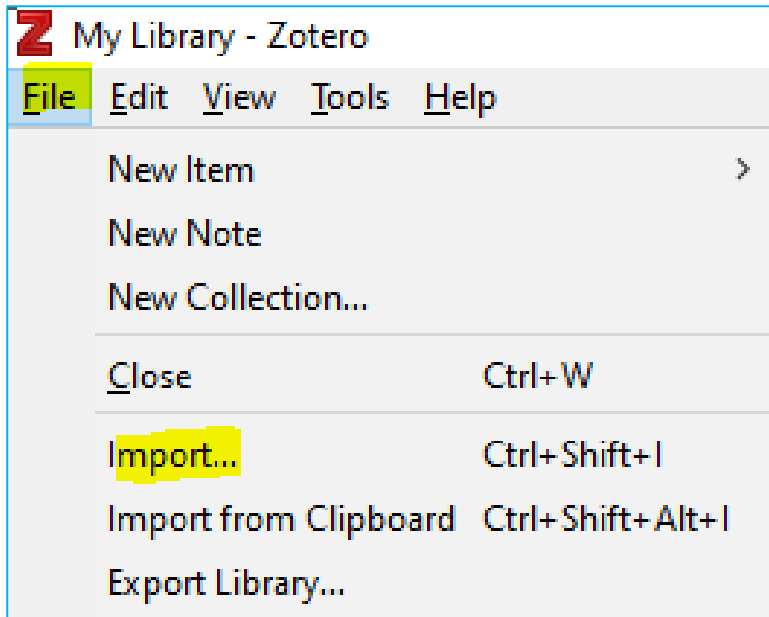 Z My Library - Zotero
File Edit View Tools Help
New Item >
New Note
New Collection...
Close Ctrl+W
Import... Ctrl+Shift+I
Import from Clipboard Ctrl+Shift+Alt+I
Export Library...